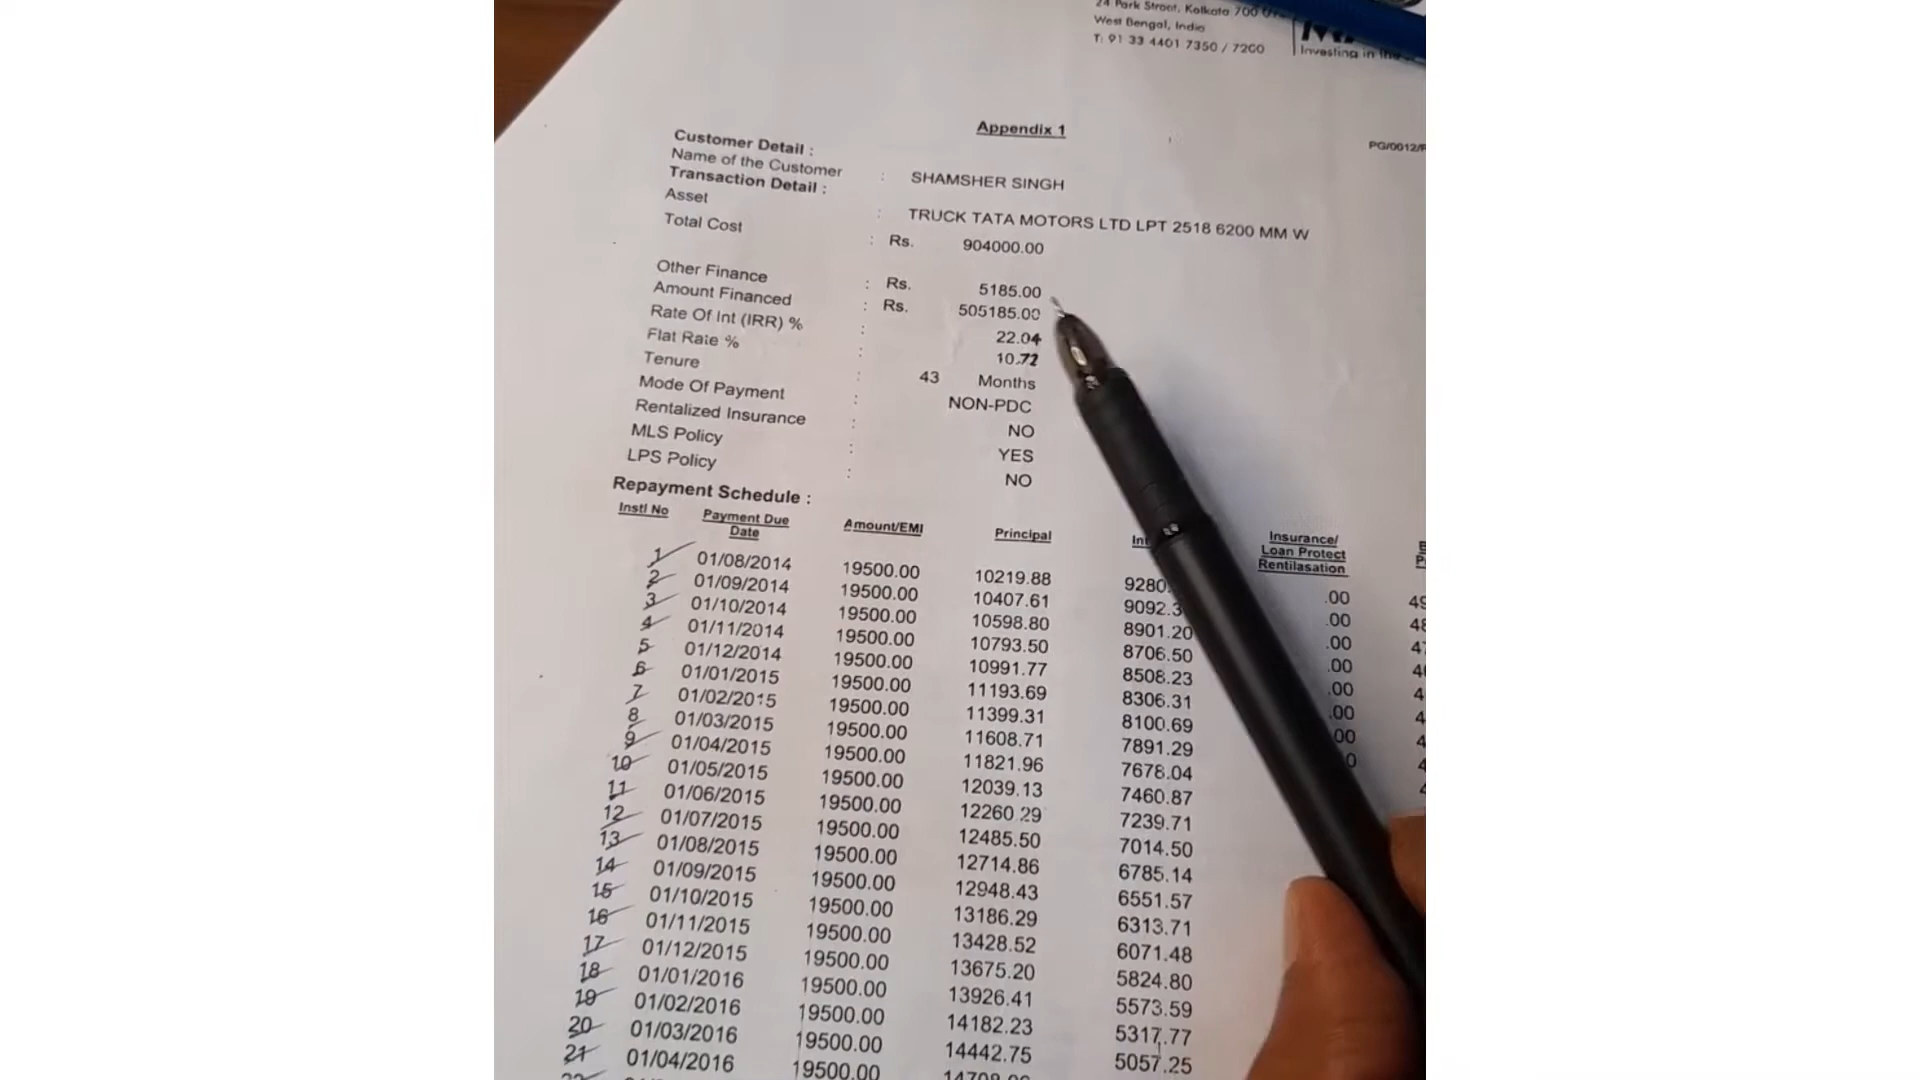 24 Park Street, Kolkata 700
West Bengal, India
T: 91 33 4401 7350 / 7200
Investing in
Appendix 1
PG/0012/
Customer Detail :
Name of the Customer : SHAMSHER SINGH
Transaction Detail :
Asset : TRUCK TATA MOTORS LTD LPT 2518 6200 MM W
Total Cost : Rs. 904000.00
Other Finance : Rs. 5185.00
Amount Financed : Rs. 505185.00
Rate Of Int (IRR) % : 22.04
Flat Rate % : 10.72
Tenure : 43 Months
Mode Of Payment : NON-PDC
Rentalized Insurance : NO
MLS Policy : YES
LPS Policy : NO
Repayment Schedule :
Instl No Payment Due Date Amount/EMI Principal Insurance/ Loan Protect Rentilasation
1 01/08/2014 19500.00 10219.88 9280. .00
2 01/09/2014 19500.00 10407.61 9092.3 .00
3 01/10/2014 19500.00 10598.80 8901.20 .00
4 01/11/2014 19500.00 10793.50 8706.50 .00
5 01/12/2014 19500.00 10991.77 8508.23 .00
6 01/01/2015 19500.00 11193.69 8306.31 .00
7 01/02/2015 19500.00 11399.31 8100.69 00
8 01/03/2015 19500.00 11608.71 7891.29 0
9 01/04/2015 19500.00 11821.96 7678.04
10 01/05/2015 19500.00 12039.13 7460.87
11 01/06/2015 19500.00 12260.29 7239.71
12 01/07/2015 19500.00 12485.50 7014.50
13 01/08/2015 19500.00 12714.86 6785.14
14 01/09/2015 19500.00 12948.43 6551.57
15 01/10/2015 19500.00 13186.29 6313.71
16 01/11/2015 19500.00 13428.52 6071.48
17 01/12/2015 19500.00 13675.20 5824.80
18 01/01/2016 19500.00 13926.41 5573.59
19 01/02/2016 19500.00 14182.23 5317.77
20 01/03/2016 19500.00 14442.75 5057.25
21 01/04/2016 19500.00